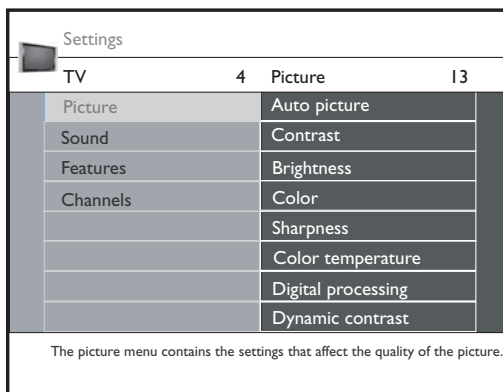 Settings
TV 4 Picture 13
Picture Auto picture
Sound Contrast
Features Brightness
Channels Color
Sharpness
Color temperature
Digital processing
Dynamic contrast
The picture menu contains the settings that affect the quality of the picture.